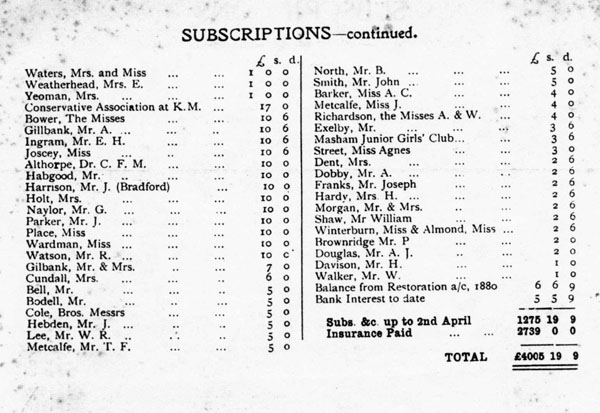 SUBSCRIPTIONS—continued.
£ s. d.
Waters, Mrs. and Miss ... ... 1 0 0
Weatherhead, Mrs. E. ... ... 1 0 0
Yeoman, Mrs. ... ... ... 1 0 0
Conservative Association at K.M. ... 17 0
Bower, The Misses ... ... 10 6
Gillbank, Mr. A. ... ... ... 10 6
Ingram, Mr. E. H. ... ... 10 6
Joscey, Miss ... ... ... 10 0
Althorpe, Dr. C. F. M. ... ... 10 0
Habgood, Mr. .. ... ... 10 0
Harrison, Mr. J. (Bradford) ... 10 0
Holt, Mrs. ... ... ... 10 0
Naylor, Mr. G. ... ... ... 10 0
Parker, Mr. J. ... ... ... 10 0
Place, Miss ... ... ... 10 0
Wardman, Miss ... ... ... 10 0
Watson, Mr. R. ... ... ... 10 0
Gilbank, Mr. & Mrs. .. ... 7 0
Cundall, Mrs. ... ... ... 6 0
Bell, Mr. ... ... ... 5 0
Bodell, Mr. ... ... ... 5 0
Cole, Bros. Messrs ... ... 5 0
Hebden, Mr. J. ... ... ... 5 0
Lee, Mr. W. R. .. .. ... 5 0
Metcalfe, Mr. T. F. ... ... 5 0
£ s. d.
North, Mr. B. ... ... ... 5 0
Smith, Mr. John .. ... ... 5 0
Barker, Miss A. C. ... ... 4 0
Metcalfe, Miss J. ... ... 4 0
Richardson, the Misses A. & W. ... 4 0
Exelby, Mr. ... ... ... 3 6
Masham Junior Girls' Club... ... 3 6
Street, Miss Agnes ... ... 3 0
Dent, Mrs. ... ... ... 2 6
Dobby, Mr. A. ... ... ... 2 6
Franks, Mr. Joseph ... ... 2 6
Hardy, Mrs. H. ... ... ... 2 6
Morgan, Mr. & Mrs. .. ... 2 6
Shaw, Mr William ... ... 2 6
Winterburn, Miss & Almond, Miss ... 2 6
Brownridge Mr. P ... ... 2 0
Douglas, Mr. A. J. .. ... 2 0
Davison, Mr. H. ... ... 1 0
Walker, Mr. W. ... ... 1 0
Balance from Restoration a/c, 1880 6 6 9
Bank Interest to date ... ... 5 5 9
Subs. &c. up to 2nd April 1275 19 9
Insurance Paid ... ... 2739 0 0
TOTAL £4005 19 9